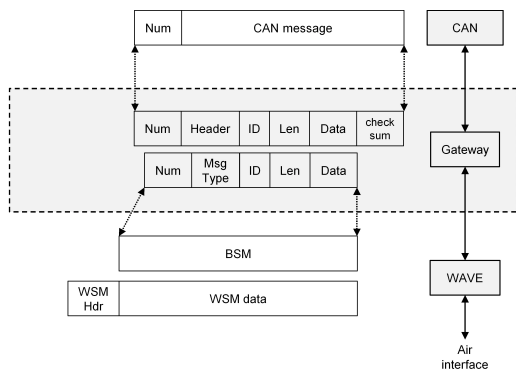 Num CAN message CAN
Num Header ID Len Data check sum
Gateway
Num Msg Type ID Len Data
BSM
WAVE
WSM Hdr WSM data
Air interface